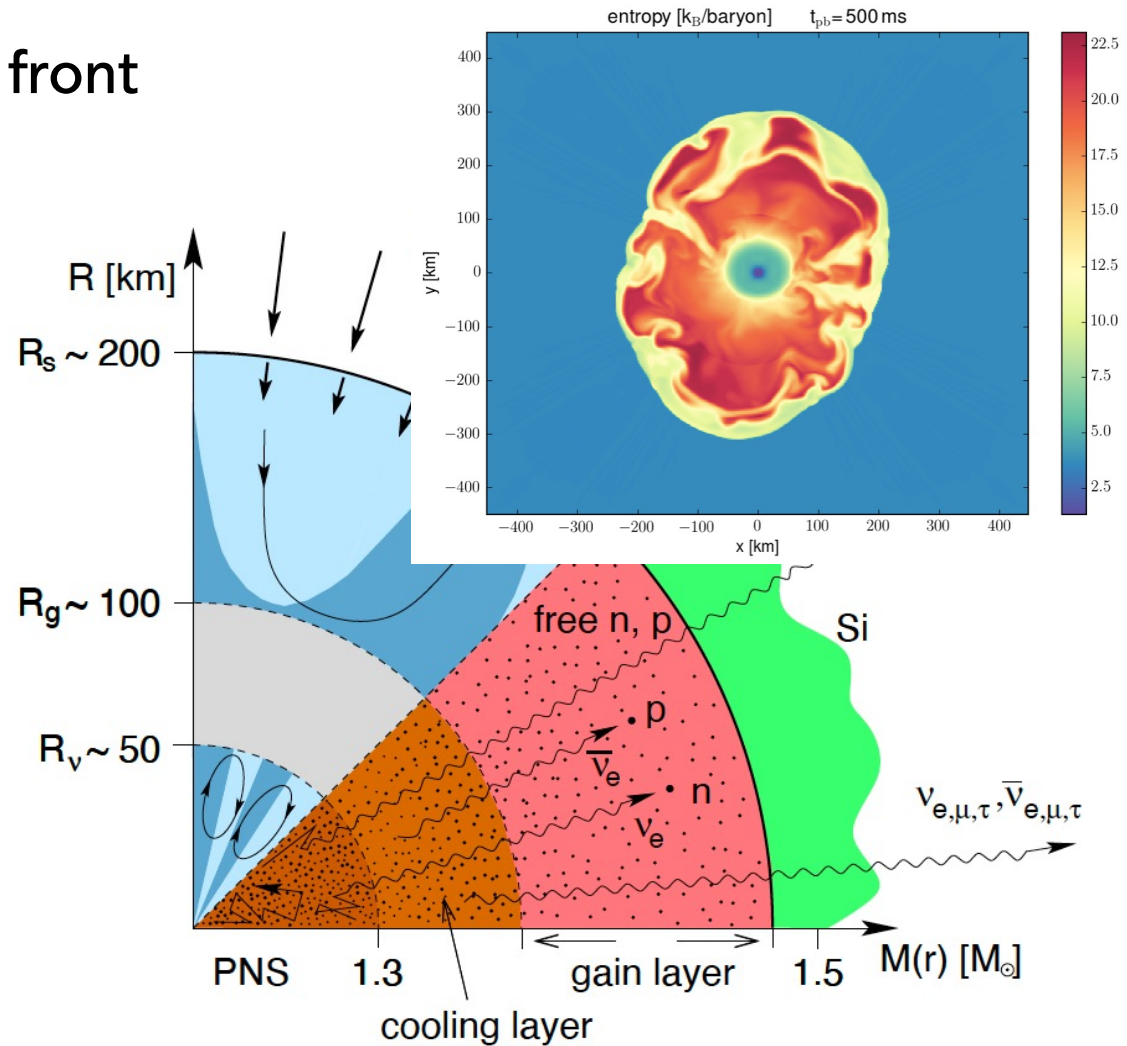 front
entropy [k_B/baryon] t_pb = 500 ms
400
300
200
100
0
−100
−200
−300
−400
y [km]
−400 −300 −200 −100 0 100 200 300 400
x [km]
22.5
20.0
17.5
15.0
12.5
10.0
7.5
5.0
2.5
R [km]
R_s ~ 200
R_g ~ 100
R_ν ~ 50
free n, p
Si
p
ν̅_e
n
ν_e
ν_e,μ,τ, ν̅_e,μ,τ
PNS 1.3 gain layer 1.5 M(r) [M_☉]
cooling layer